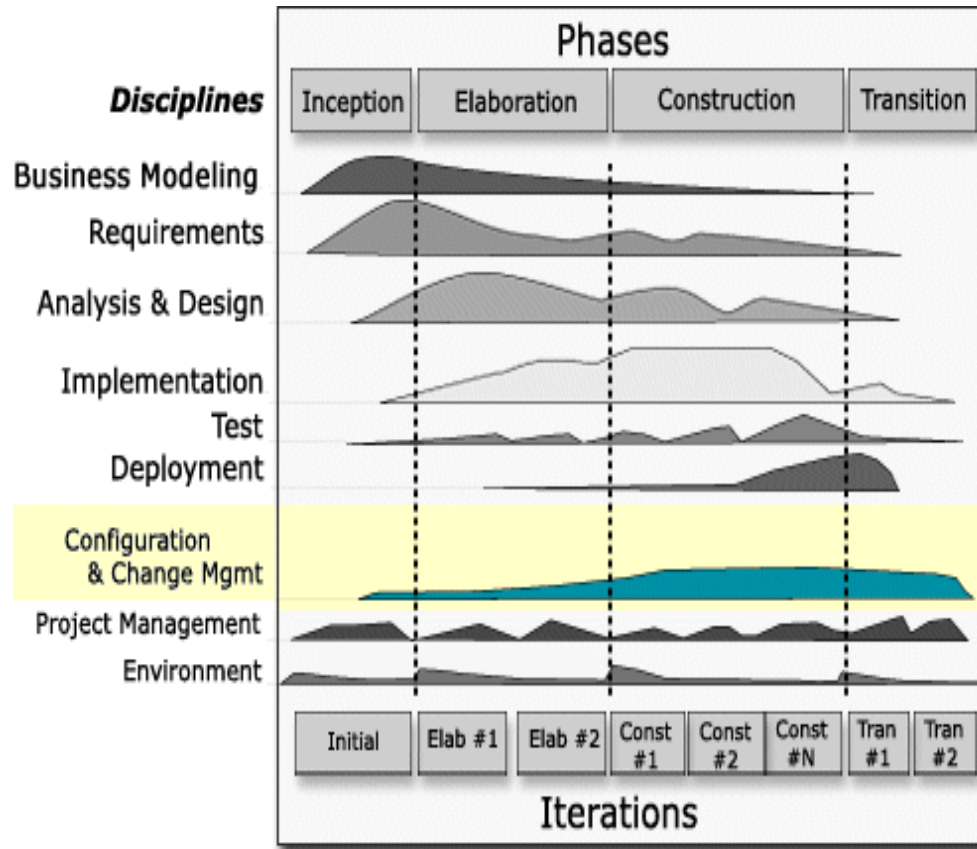 Phases
Disciplines Inception Elaboration Construction Transition
Business Modeling
Requirements
Analysis & Design
Implementation
Test
Deployment
Configuration
& Change Mgmt
Project Management
Environment
Initial Elab #1 Elab #2 Const #1 Const #2 Const #N Tran #1 Tran #2
Iterations